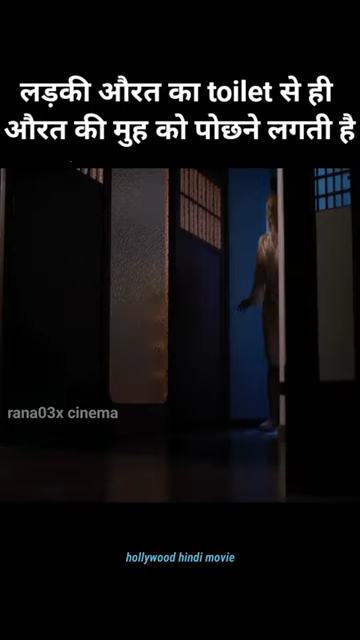 लड़की औरत का toilet से ही
औरत की मुह को पोछने लगती है
rana03x cinema
hollywood hindi movie